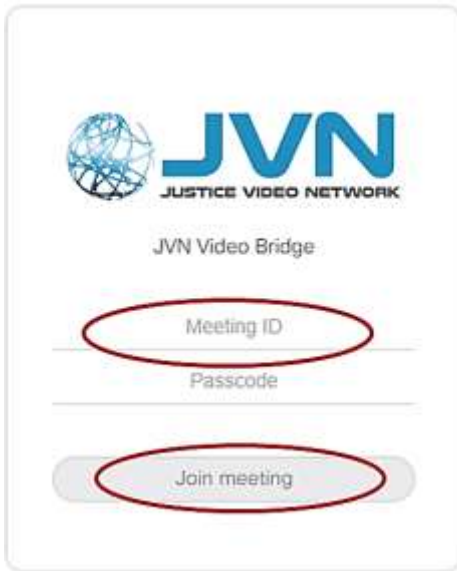 JVN
JUSTICE VIDEO NETWORK
JVN Video Bridge
Meeting ID
Passcode
Join meeting